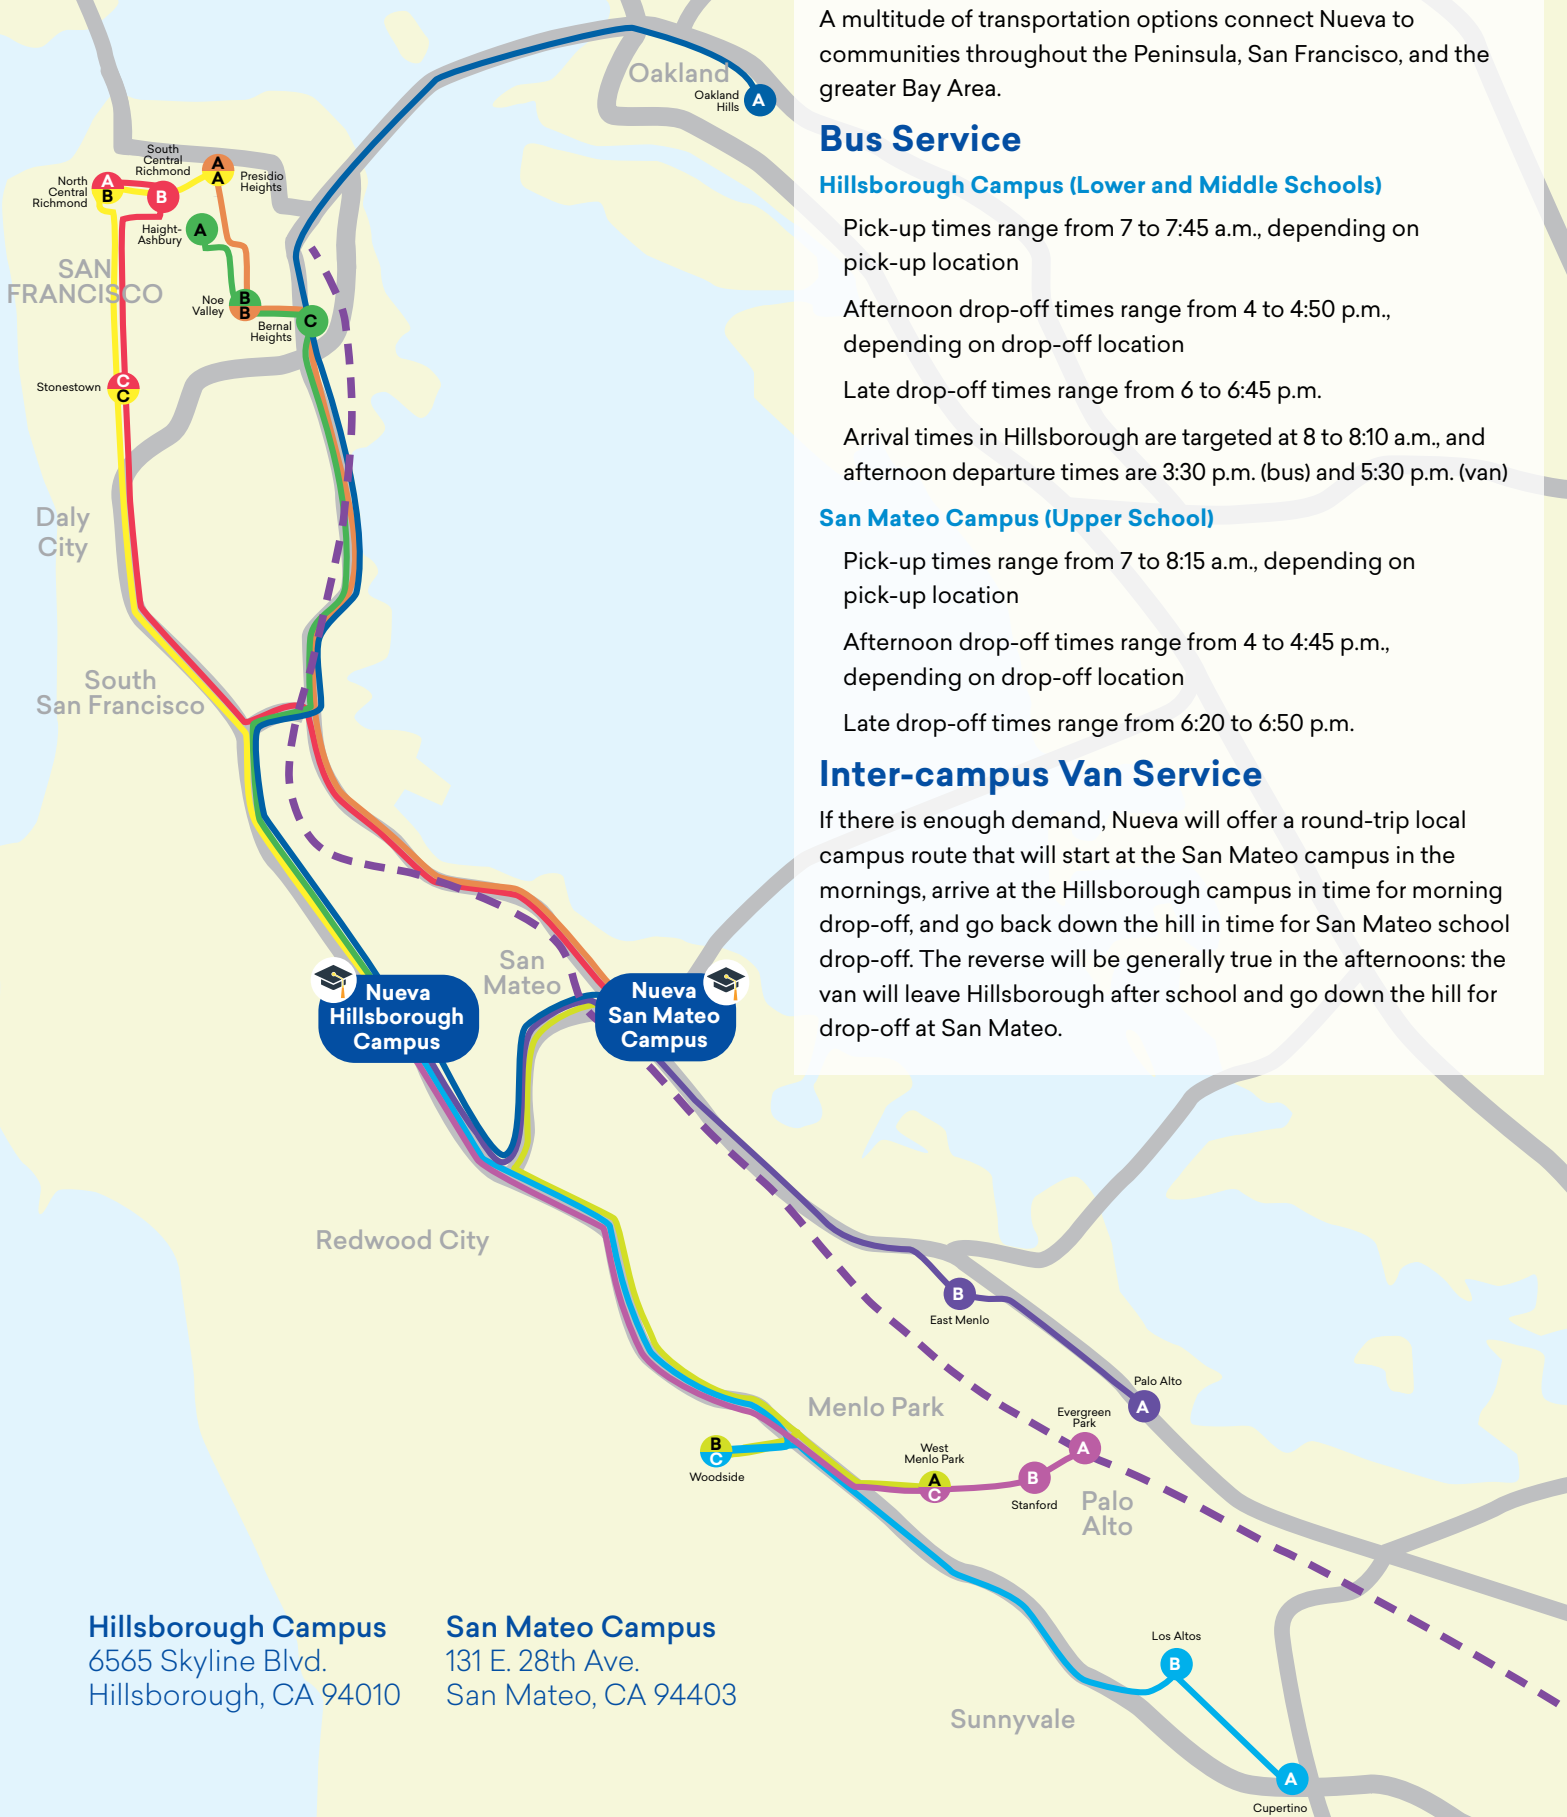 A multitude of transportation options connect Nueva to
communities throughout the Peninsula, San Francisco, and the
greater Bay Area.
Bus Service
Hillsborough Campus (Lower and Middle Schools)
Pick-up times range from 7 to 7:45 a.m., depending on
pick-up location
Afternoon drop-off times range from 4 to 4:50 p.m.,
depending on drop-off location
Late drop-off times range from 6 to 6:45 p.m.
Arrival times in Hillsborough are targeted at 8 to 8:10 a.m., and
afternoon departure times are 3:30 p.m. (bus) and 5:30 p.m. (van)
San Mateo Campus (Upper School)
Pick-up times range from 7 to 8:15 a.m., depending on
pick-up location
Afternoon drop-off times range from 4 to 4:45 p.m.,
depending on drop-off location
Late drop-off times range from 6:20 to 6:50 p.m.
Inter-campus Van Service
If there is enough demand, Nueva will offer a round-trip local
campus route that will start at the San Mateo campus in the
mornings, arrive at the Hillsborough campus in time for morning
drop-off, and go back down the hill in time for San Mateo school
drop-off. The reverse will be generally true in the afternoons: the
van will leave Hillsborough after school and go down the hill for
drop-off at San Mateo.
Oakland
Oakland
Hills
A
South
Central
Richmond
B
North
Central
Richmond
A
B
A
A
Presidio
Heights
Haight-
Ashbury
A
SAN
FRANCISCO
Noe
Valley
B
B
Bernal
Heights
C
Stonestown
C
C
Daly
City
South
San Francisco
San
Mateo
Nueva
Hillsborough
Campus
Nueva
San Mateo
Campus
Redwood City
B
East Menlo
Palo Alto
A
Menlo Park
Evergreen
Park
A
B
C
Woodside
West
Menlo Park
A
C
B
Stanford
Palo
Alto
Los Altos
B
Sunnyvale
A
Cupertino
Hillsborough Campus
6565 Skyline Blvd.
Hillsborough, CA 94010
San Mateo Campus
131 E. 28th Ave.
San Mateo, CA 94403